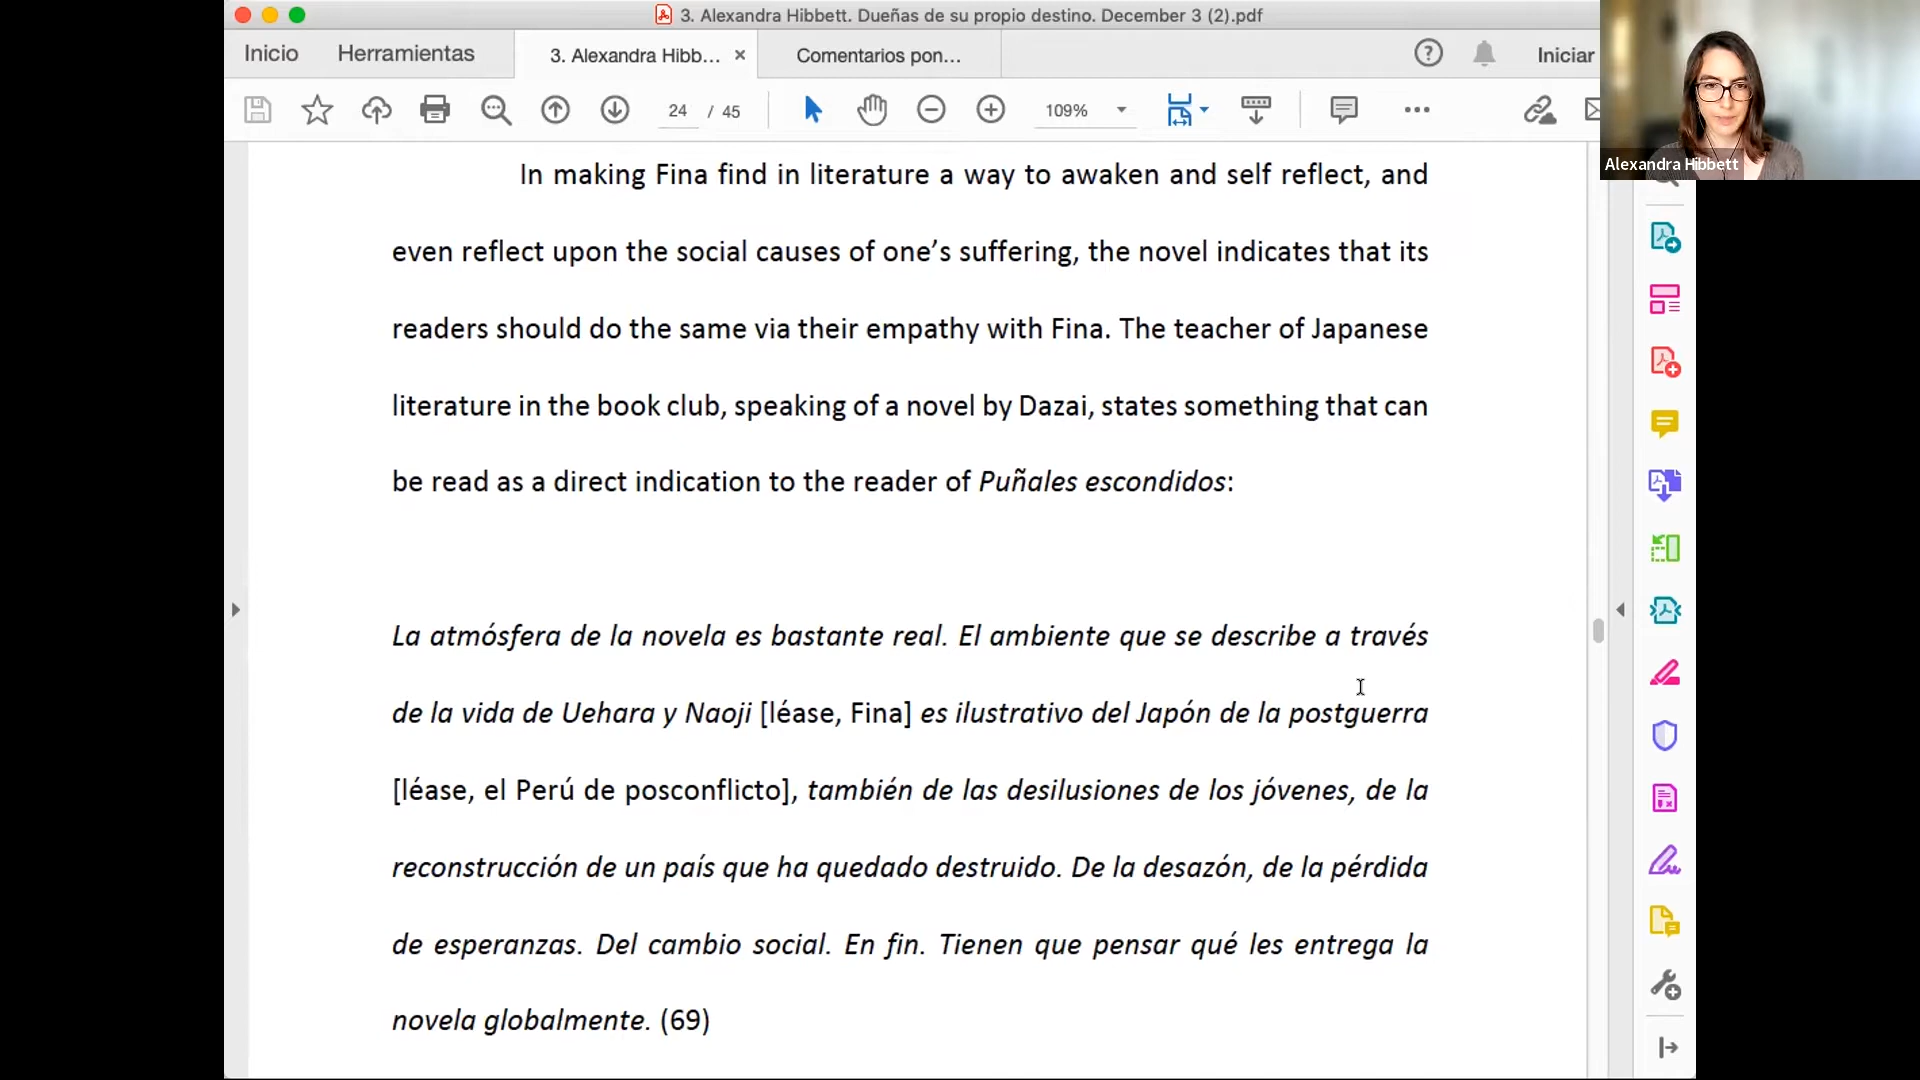 3. Alexandra Hibbett. Dueñas de su propio destino. December 3 (2).pdf
Inicio Herramientas 3. Alexandra Hibb... × Comentarios pon... Iniciar
24 / 45 109%
Alexandra Hibbett
In making Fina find in literature a way to awaken and self reflect, and
even reflect upon the social causes of one’s suffering, the novel indicates that its
readers should do the same via their empathy with Fina. The teacher of Japanese
literature in the book club, speaking of a novel by Dazai, states something that can
be read as a direct indication to the reader of Puñales escondidos:
La atmósfera de la novela es bastante real. El ambiente que se describe a través
de la vida de Uehara y Naoji [léase, Fina] es ilustrativo del Japón de la postguerra
[léase, el Perú de posconflicto], también de las desilusiones de los jóvenes, de la
reconstrucción de un país que ha quedado destruido. De la desazón, de la pérdida
de esperanzas. Del cambio social. En fin. Tienen que pensar qué les entrega la
novela globalmente. (69)